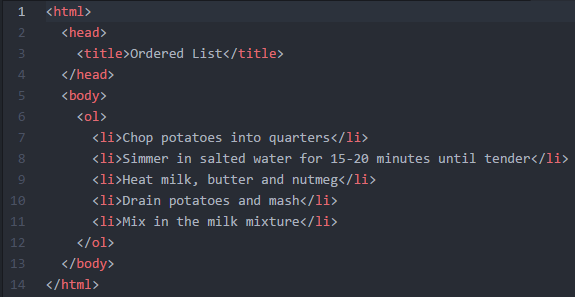 1 <html>
2   <head>
3     <title>Ordered List</title>
4   </head>
5   <body>
6     <ol>
7       <li>Chop potatoes into quarters</li>
8       <li>Simmer in salted water for 15-20 minutes until tender</li>
9       <li>Heat milk, butter and nutmeg</li>
10       <li>Drain potatoes and mash</li>
11       <li>Mix in the milk mixture</li>
12     </ol>
13   </body>
14 </html>